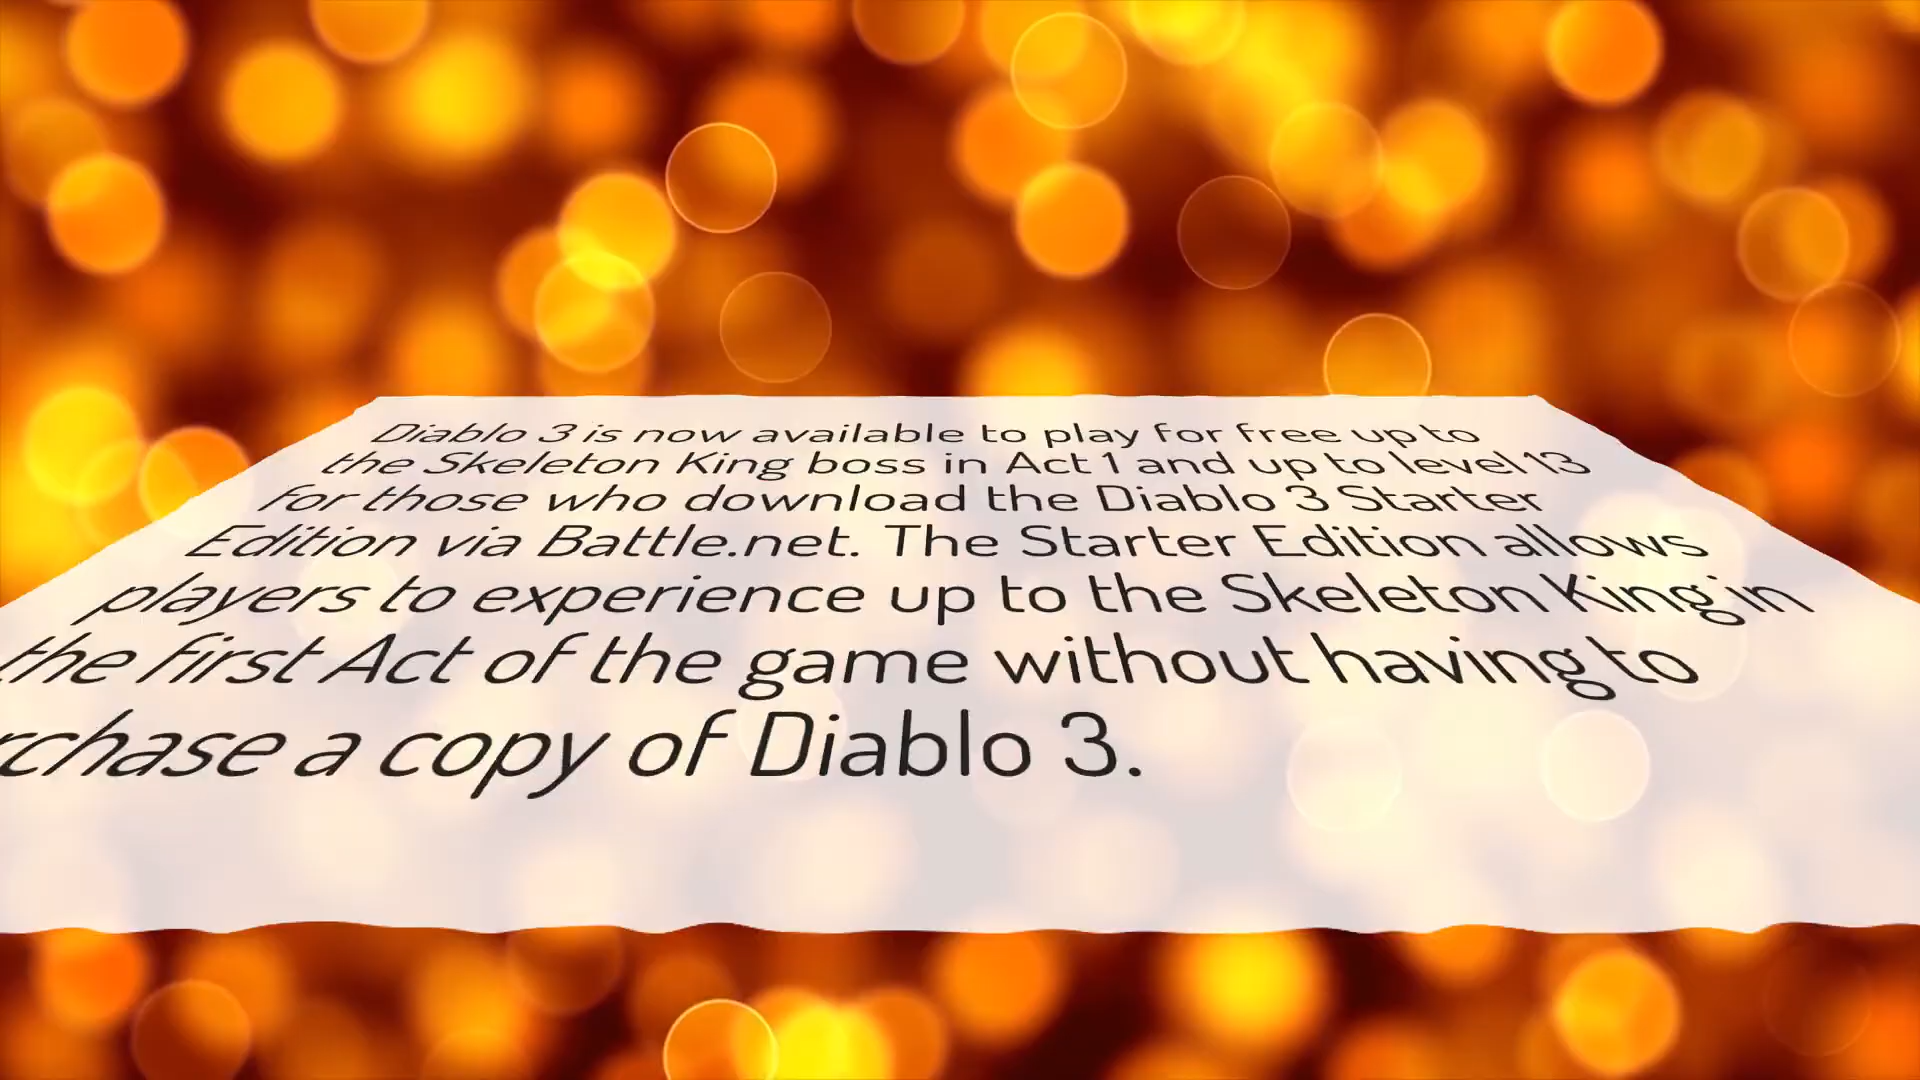 Diablo 3 is now available to play for free up to
the Skeleton King boss in Act 1 and up to level 13
for those who download the Diablo 3 Starter
Edition via Battle.net. The Starter Edition allows
players to experience up to the Skeleton King in
the first Act of the game without having to
rchase a copy of Diablo 3.